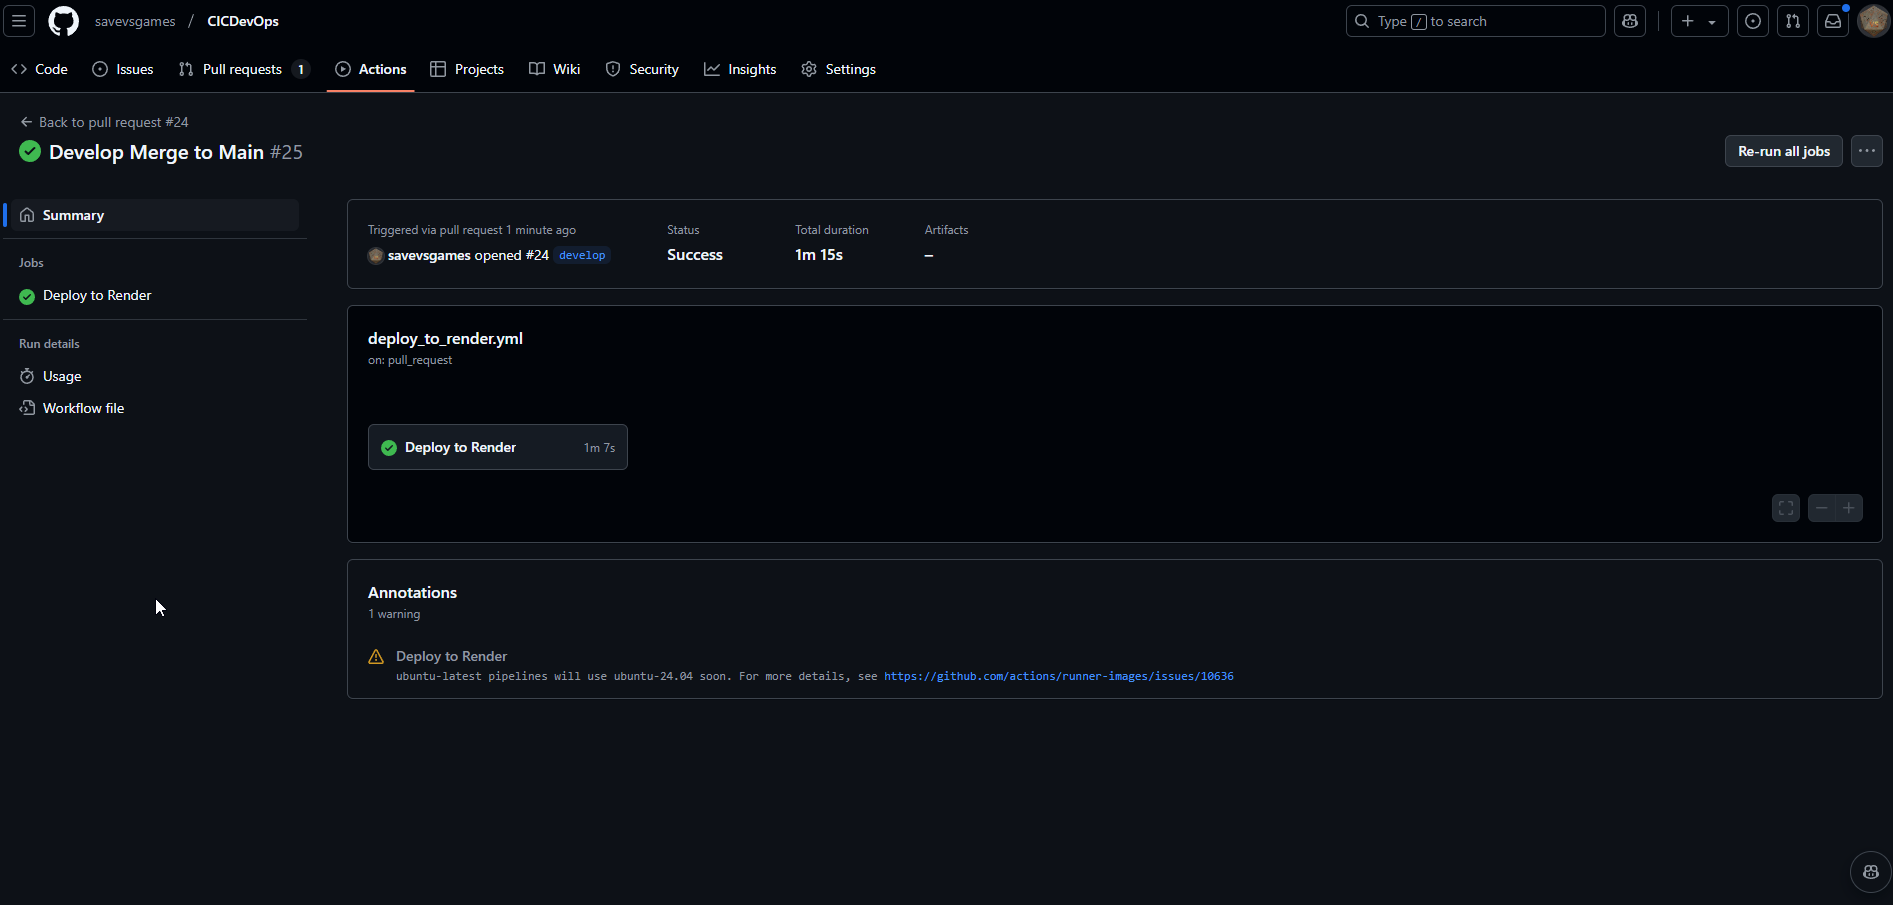 savevsgames / CICDevOps
Type / to search
Code Issues Pull requests 1 Actions Projects Wiki Security Insights Settings
Back to pull request #24
Develop Merge to Main #25
Re-run all jobs
Summary
Jobs
Deploy to Render
Run details
Usage
Workflow file
Triggered via pull request 1 minute ago
savevsgames opened #24 develop
Status
Success
Total duration
1m 15s
Artifacts
–
deploy_to_render.yml
on: pull_request
Deploy to Render 1m 7s
Annotations
1 warning
Deploy to Render
ubuntu-latest pipelines will use ubuntu-24.04 soon. For more details, see https://github.com/actions/runner-images/issues/10636